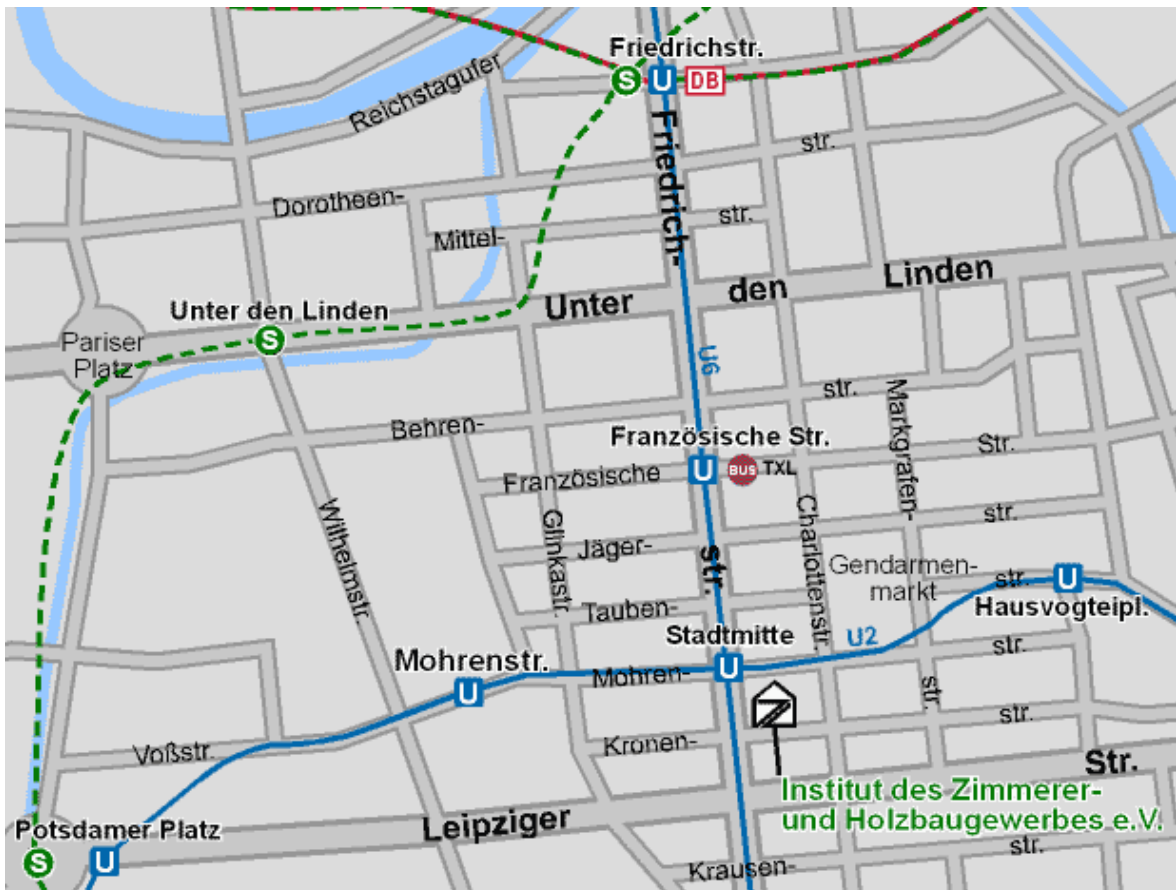 Friedrichstr.
S
U
DB
Reichstagufer
Friedrich-
str.
Dorotheen-
str.
Mittel-
Unter den Linden
Unter den Linden
S
Pariser
Platz
U6
str.
Behren-
Markgrafen-
Französische Str.
U
BUS
TXL
Str.
Französische
Wilhelmstr.
Glinkastr.
Charlottenstr.
str.
Jäger-
str.
Gendarmen-
markt
str.
U
Hausvogteipl.
Tauben-
Stadtmitte
U2
U
Mohrenstr.
U
Mohren-
str.
str.
Voßstr.
Kronen-
str.
Str.
Institut des Zimmerer-
und Holzbaugewerbes e.V.
Leipziger
Potsdamer Platz
S
U
Krausen-
str.